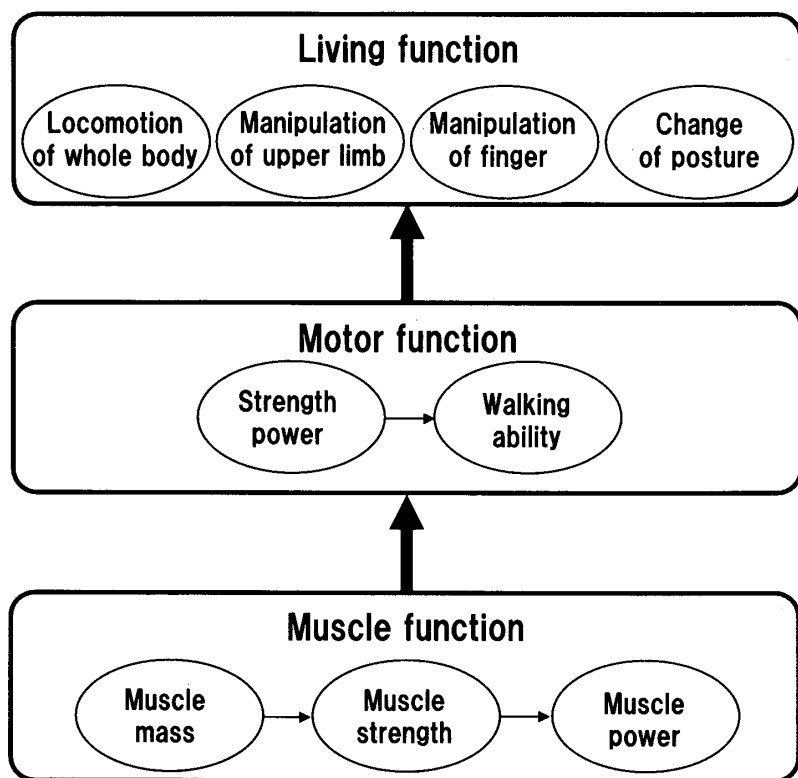 Living function
Locomotion
of whole body
Manipulation
of upper limb
Manipulation
of finger
Change
of posture
Motor function
Strength
power
Walking
ability
Muscle function
Muscle
mass
Muscle
strength
Muscle
power